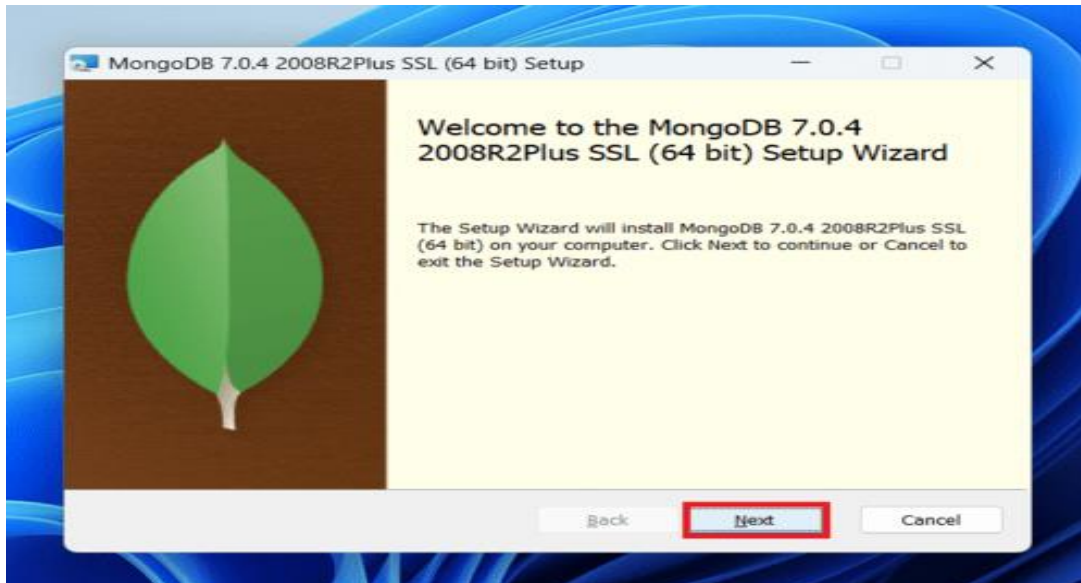 MongoDB 7.0.4 2008R2Plus SSL (64 bit) Setup
Welcome to the MongoDB 7.0.4
2008R2Plus SSL (64 bit) Setup Wizard
The Setup Wizard will install MongoDB 7.0.4 2008R2Plus SSL
(64 bit) on your computer. Click Next to continue or Cancel to
exit the Setup Wizard.
Back Next Cancel